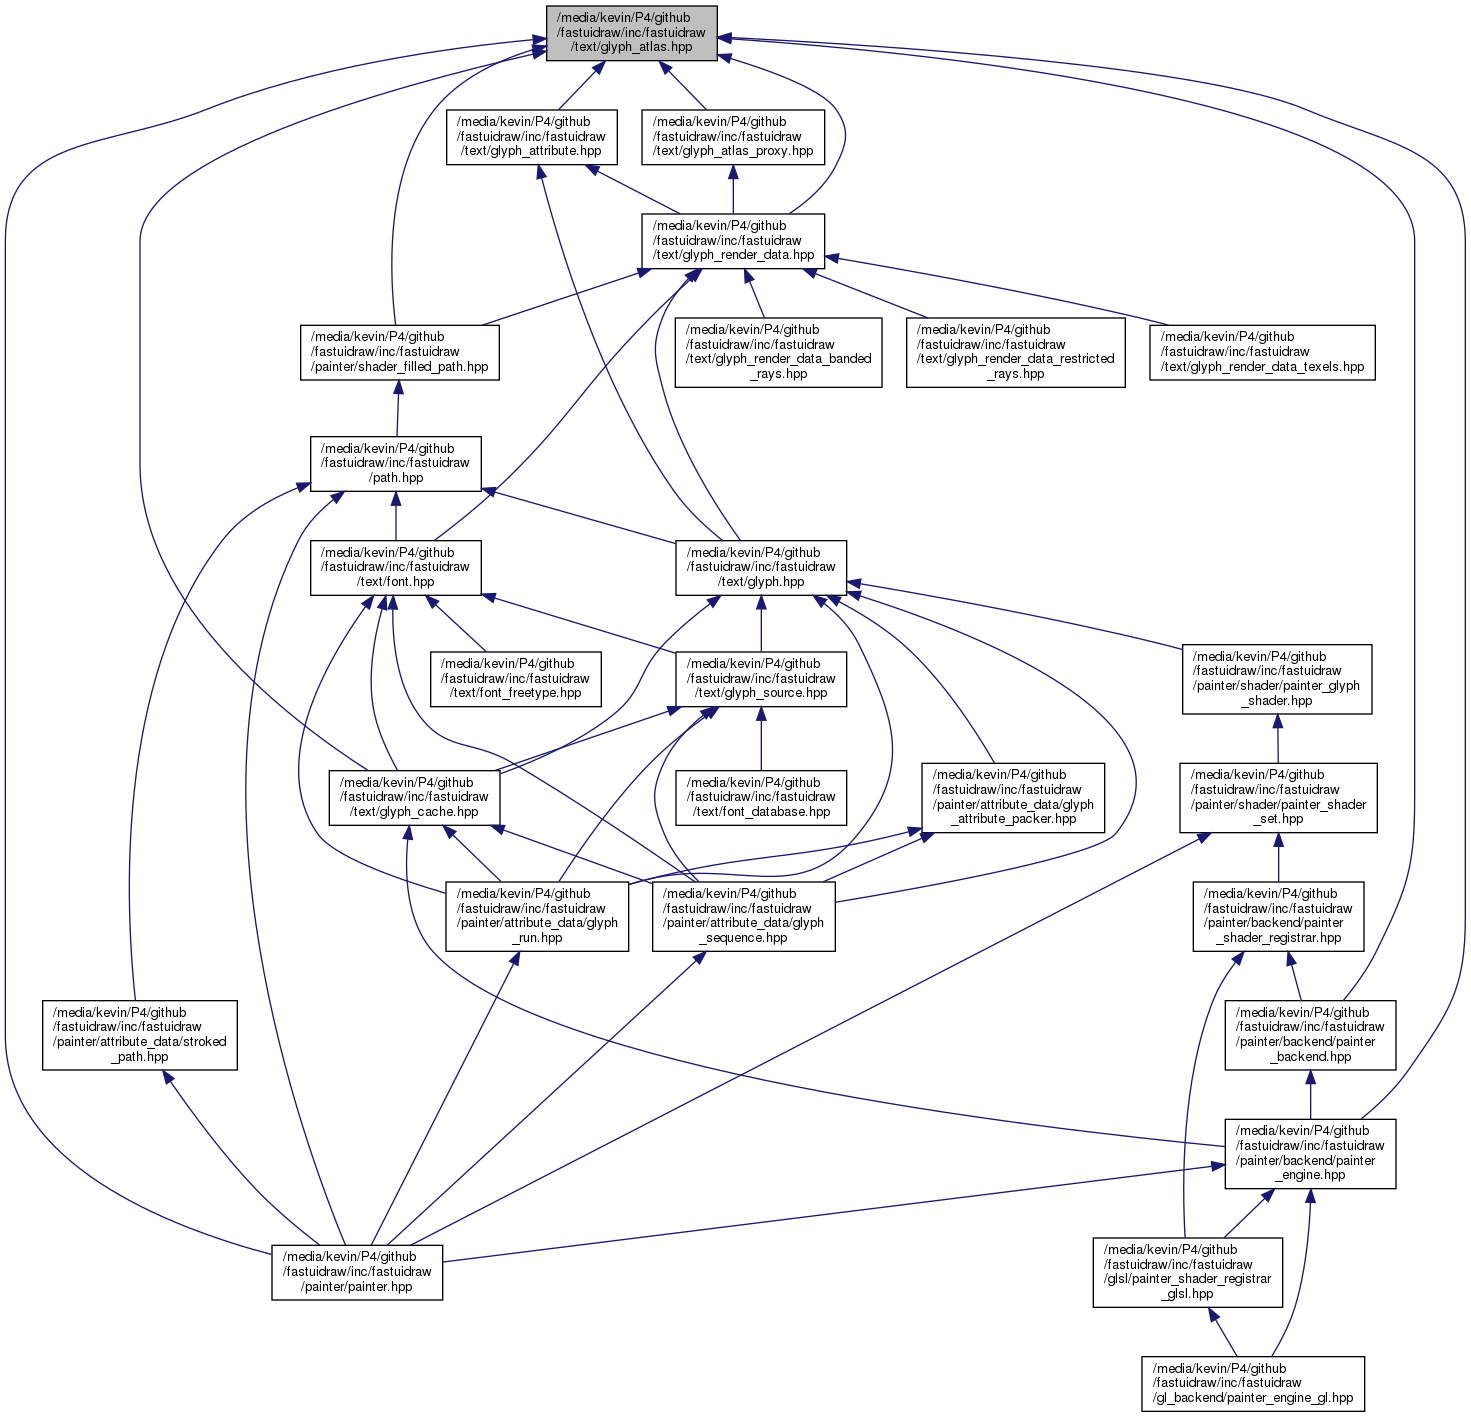 /media/kevin/P4/github
/fastuidraw/inc/fastuidraw
/text/glyph_atlas.hpp
/media/kevin/P4/github
/fastuidraw/inc/fastuidraw
/text/glyph_attribute.hpp
/media/kevin/P4/github
/fastuidraw/inc/fastuidraw
/text/glyph_atlas_proxy.hpp
/media/kevin/P4/github
/fastuidraw/inc/fastuidraw
/text/glyph_render_data.hpp
/media/kevin/P4/github
/fastuidraw/inc/fastuidraw
/painter/shader_filled_path.hpp
/media/kevin/P4/github
/fastuidraw/inc/fastuidraw
/text/glyph_render_data_banded
_rays.hpp
/media/kevin/P4/github
/fastuidraw/inc/fastuidraw
/text/glyph_render_data_restricted
_rays.hpp
/media/kevin/P4/github
/fastuidraw/inc/fastuidraw
/text/glyph_render_data_texels.hpp
/media/kevin/P4/github
/fastuidraw/inc/fastuidraw
/path.hpp
/media/kevin/P4/github
/fastuidraw/inc/fastuidraw
/text/font.hpp
/media/kevin/P4/github
/fastuidraw/inc/fastuidraw
/text/glyph.hpp
/media/kevin/P4/github
/fastuidraw/inc/fastuidraw
/text/font_freetype.hpp
/media/kevin/P4/github
/fastuidraw/inc/fastuidraw
/text/glyph_source.hpp
/media/kevin/P4/github
/fastuidraw/inc/fastuidraw
/painter/shader/painter_glyph
_shader.hpp
/media/kevin/P4/github
/fastuidraw/inc/fastuidraw
/text/glyph_cache.hpp
/media/kevin/P4/github
/fastuidraw/inc/fastuidraw
/text/font_database.hpp
/media/kevin/P4/github
/fastuidraw/inc/fastuidraw
/painter/attribute_data/glyph
_attribute_packer.hpp
/media/kevin/P4/github
/fastuidraw/inc/fastuidraw
/painter/shader/painter_shader
_set.hpp
/media/kevin/P4/github
/fastuidraw/inc/fastuidraw
/painter/attribute_data/glyph
_run.hpp
/media/kevin/P4/github
/fastuidraw/inc/fastuidraw
/painter/attribute_data/glyph
_sequence.hpp
/media/kevin/P4/github
/fastuidraw/inc/fastuidraw
/painter/backend/painter
_shader_registrar.hpp
/media/kevin/P4/github
/fastuidraw/inc/fastuidraw
/painter/attribute_data/stroked
_path.hpp
/media/kevin/P4/github
/fastuidraw/inc/fastuidraw
/painter/backend/painter
_backend.hpp
/media/kevin/P4/github
/fastuidraw/inc/fastuidraw
/painter/backend/painter
_engine.hpp
/media/kevin/P4/github
/fastuidraw/inc/fastuidraw
/painter/painter.hpp
/media/kevin/P4/github
/fastuidraw/inc/fastuidraw
/glsl/painter_shader_registrar
_glsl.hpp
/media/kevin/P4/github
/fastuidraw/inc/fastuidraw
/gl_backend/painter_engine_gl.hpp